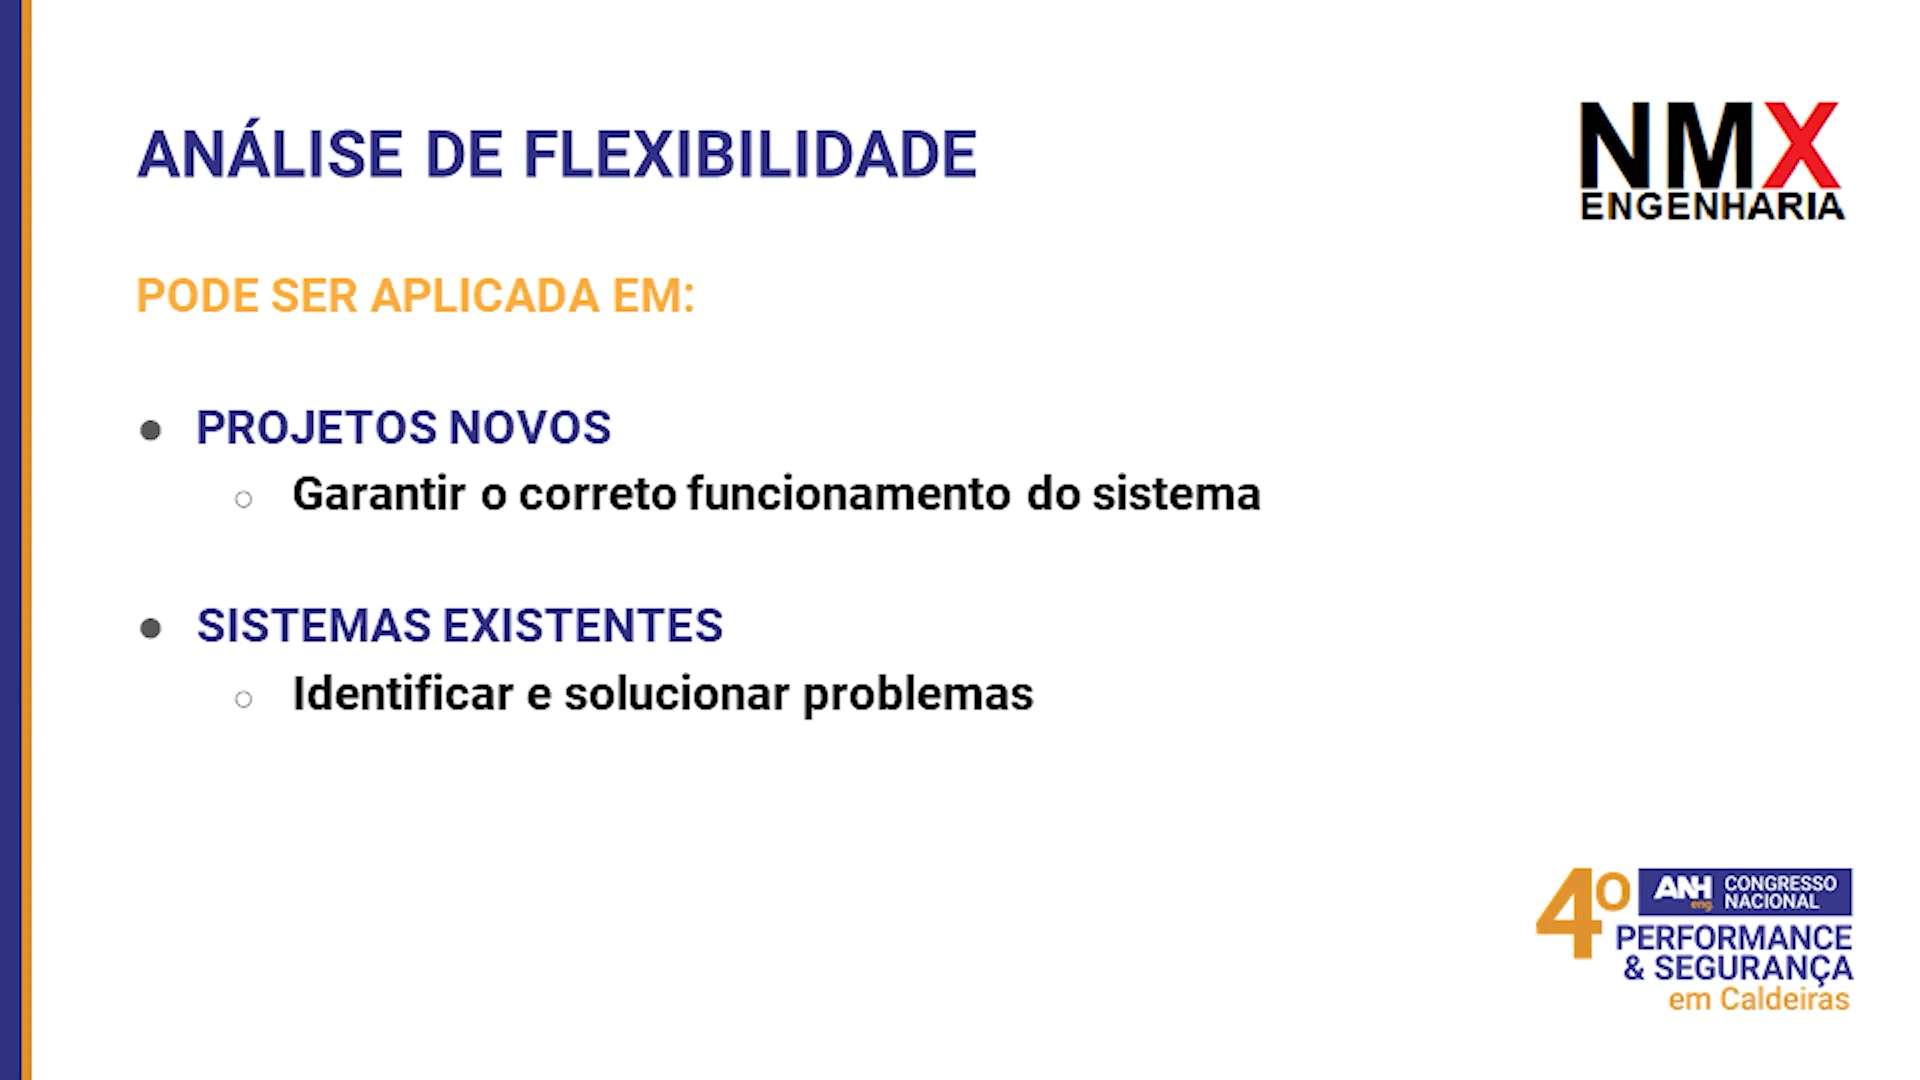 ANÁLISE DE FLEXIBILIDADE
NMX
ENGENHARIA
PODE SER APLICADA EM:
● PROJETOS NOVOS
○ Garantir o correto funcionamento do sistema
● SISTEMAS EXISTENTES
○ Identificar e solucionar problemas
4º ANH eng. CONGRESSO NACIONAL
PERFORMANCE
& SEGURANÇA
em Caldeiras